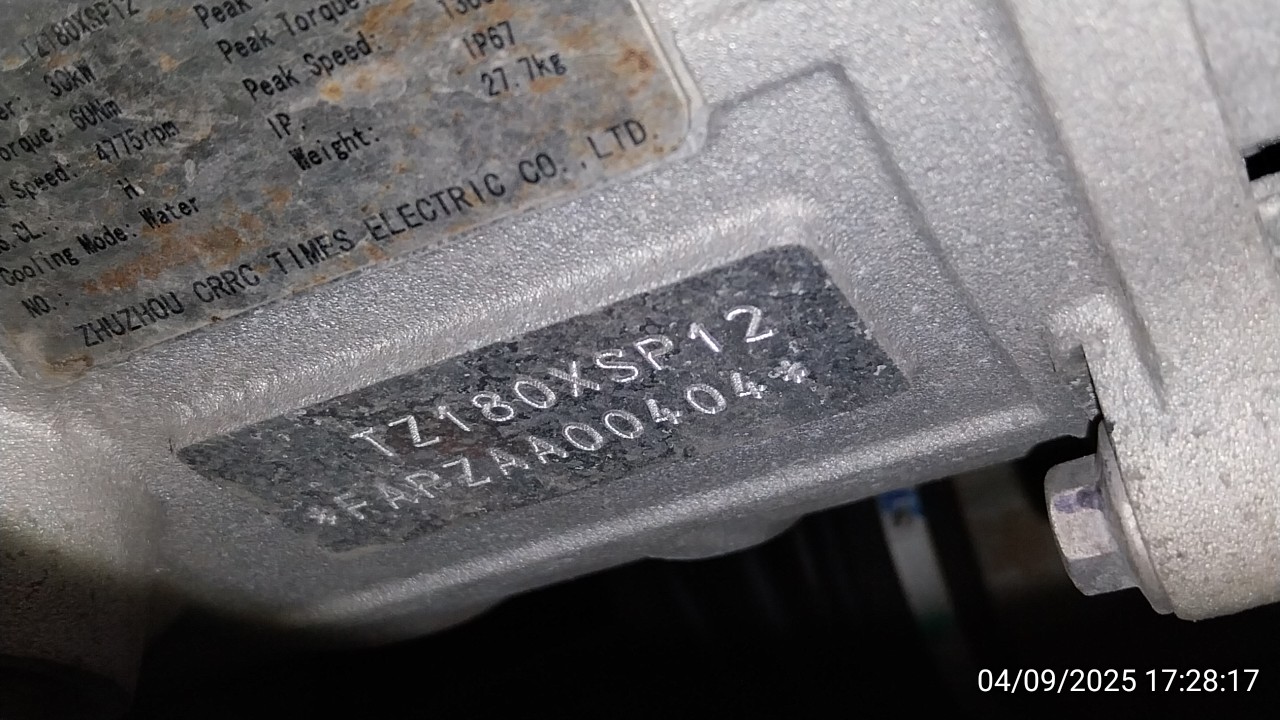 TZ180XSP12
Peak
30kW
Peak Torque:
60Nm
Peak Speed:
4775rpm
IP67
Speed:
IP:
27.7kg
H
Weight:
Cooling Mode: Water
NO.:
ZHUZHOU CRRC TIMES ELECTRIC CO.,LTD.
TZ180XSP12
*FAPZAA00404*
04/09/2025 17:28:17